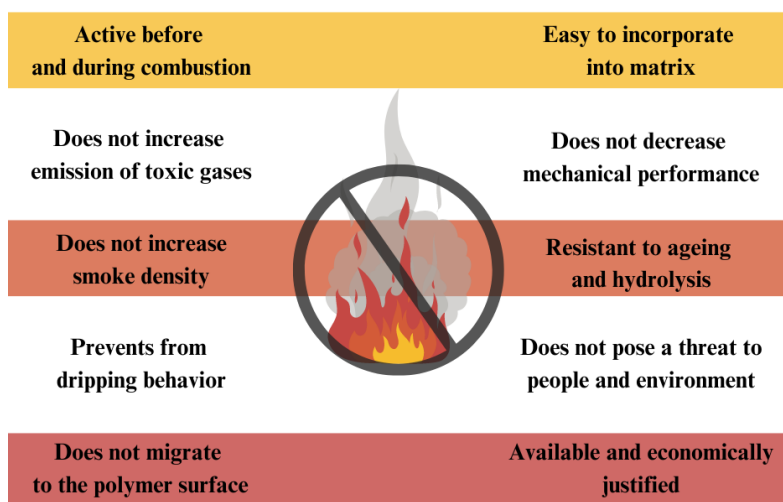 Active before
and during combustion
Easy to incorporate
into matrix
Does not increase
emission of toxic gases
Does not decrease
mechanical performance
Does not increase
smoke density
Resistant to ageing
and hydrolysis
Prevents from
dripping behavior
Does not pose a threat to
people and environment
Does not migrate
to the polymer surface
Available and economically
justified